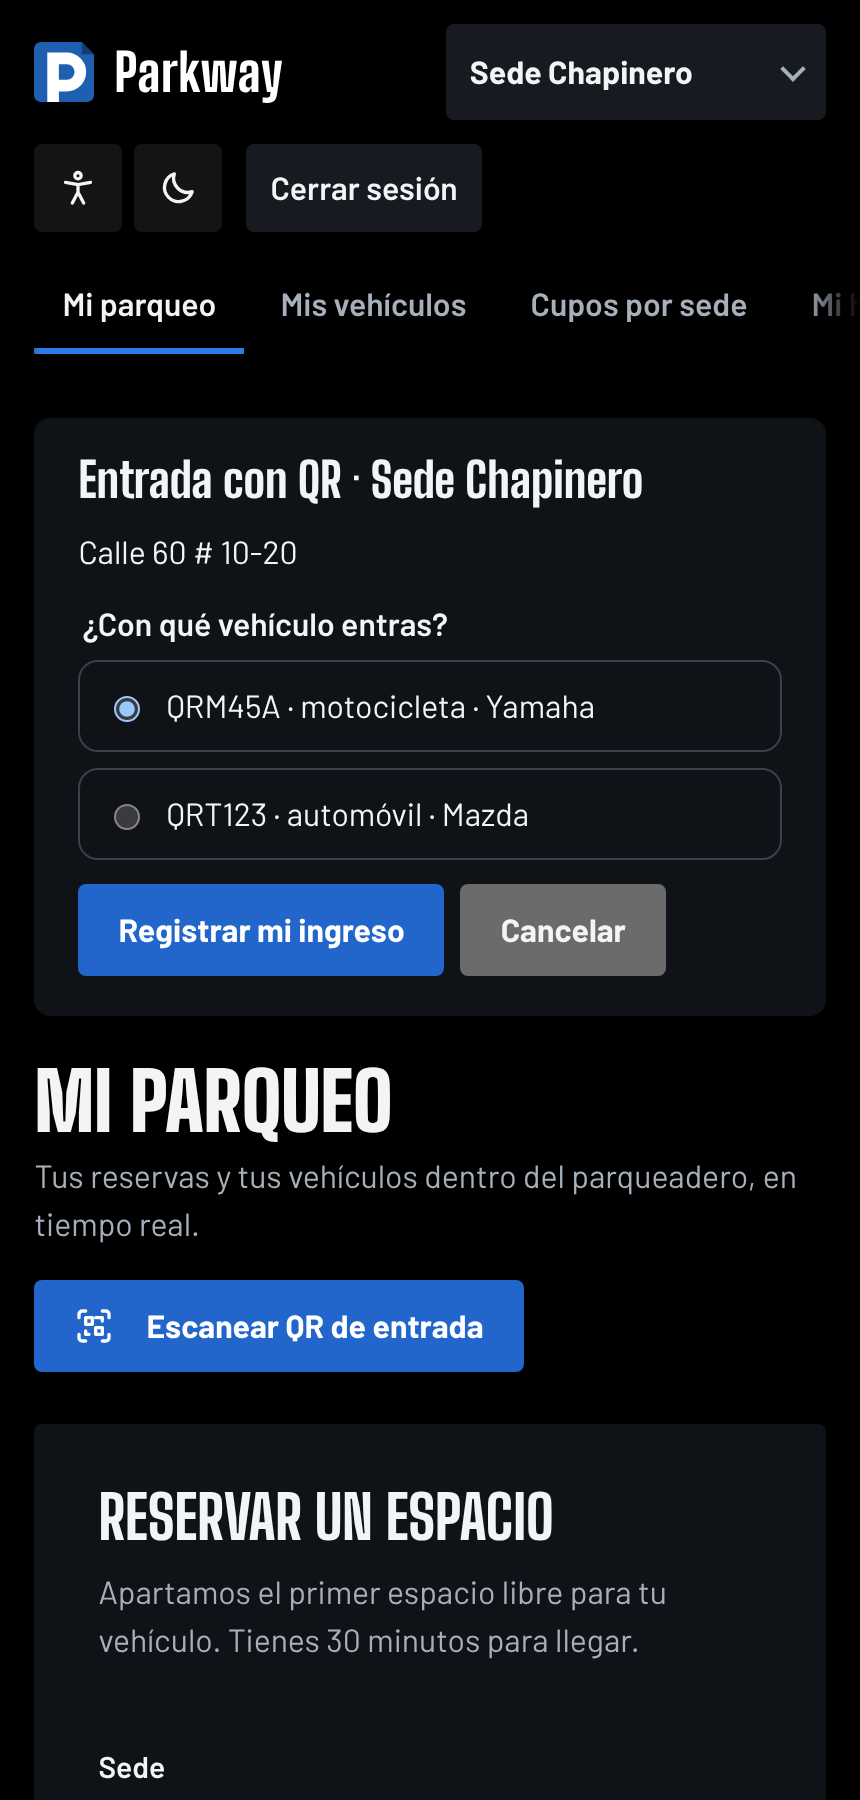 Parkway
Sede Chapinero
Cerrar sesión
Mi parqueo
Mis vehículos
Cupos por sede
Mi
Entrada con QR · Sede Chapinero
Calle 60 # 10-20
¿Con qué vehículo entras?
QRM45A · motocicleta · Yamaha
QRT123 · automóvil · Mazda
Registrar mi ingreso
Cancelar
MI PARQUEO
Tus reservas y tus vehículos dentro del parqueadero, en
tiempo real.
Escanear QR de entrada
RESERVAR UN ESPACIO
Apartamos el primer espacio libre para tu
vehículo. Tienes 30 minutos para llegar.
Sede